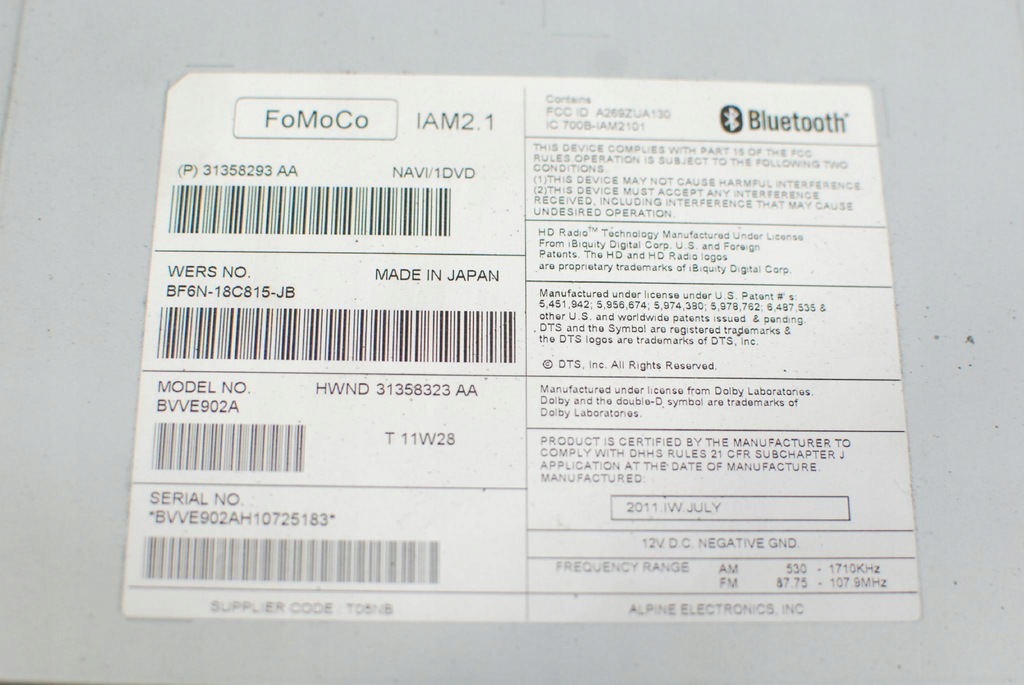 FoMoCo IAM2.1
(P) 31358293 AA NAVI/1DVD
WERS NO. MADE IN JAPAN
BF6N-18C815-JB
MODEL NO. HWND 31358323 AA
BVVE902A
T 11W28
SERIAL NO.
*BVVE902AH10725183*
SUPPLIER CODE : T05NB
Contains
FCC ID A269ZUA130
IC 700B-IAM2101
Bluetooth
THIS DEVICE COMPLIES WITH PART 15 OF THE FCC
RULES.OPERATION IS SUBJECT TO THE FOLLOWING TWO
CONDITIONS.
(1)THIS DEVICE MAY NOT CAUSE HARMFUL INTERFERENCE.
(2)THIS DEVICE MUST ACCEPT ANY INTERFERENCE
RECEIVED, INCLUDING INTERFERENCE THAT MAY CAUSE
UNDESIRED OPERATION.
HD Radio™ Technology Manufactured Under License
From iBiquity Digital Corp. U.S. and Foreign
Patents. The HD and HD Radio logos
are proprietary trademarks of iBiquity Digital Corp.
Manufactured under license under U.S. Patent #'s:
5,451,942; 5,956,674; 5,974,380; 5,978,762; 6,487,535 &
other U.S. and worldwide patents issued & pending.
DTS and the Symbol are registered trademarks &
the DTS logos are trademarks of DTS, Inc.
© DTS, Inc. All Rights Reserved.
Manufactured under license from Dolby Laboratories.
Dolby and the double-D symbol are trademarks of
Dolby Laboratories.
PRODUCT IS CERTIFIED BY THE MANUFACTURER TO
COMPLY WITH DHHS RULES 21 CFR SUBCHAPTER J
APPLICATION AT THE DATE OF MANUFACTURE.
MANUFACTURED:
2011.IW.JULY
12V D.C. NEGATIVE GND.
FREQUENCY RANGE AM 530 - 1710KHz
FM 87.75 - 107.9MHz
ALPINE ELECTRONICS, INC